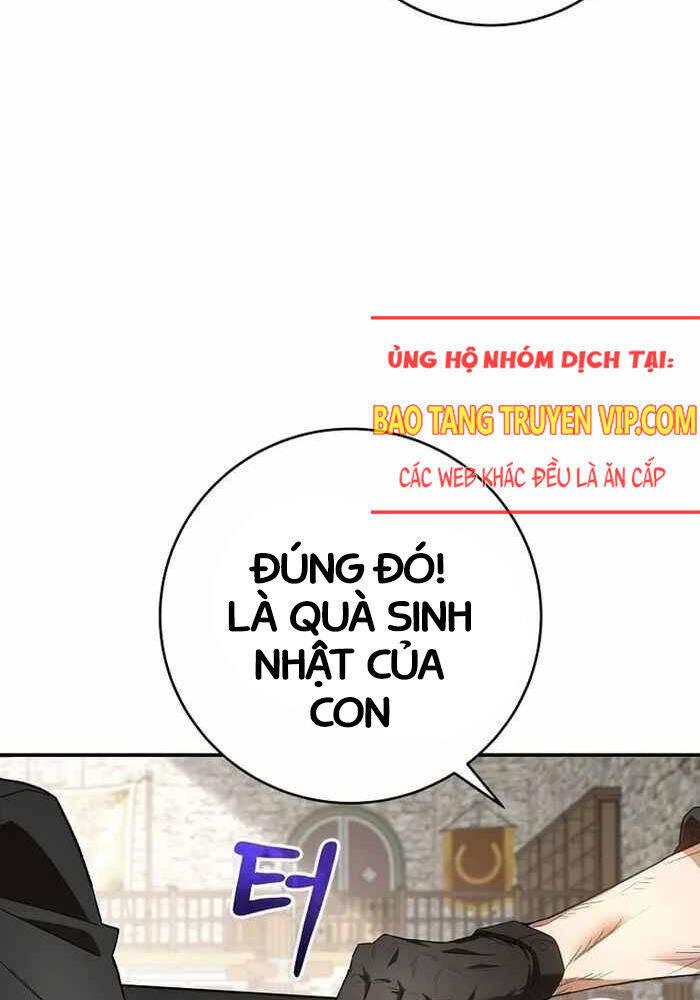 ỦNG HỘ NHÓM DỊCH TẠI:
BAO TANG TRUYEN VIP.COM
CÁC WEB KHÁC ĐỀU LÀ ĂN CẮP
ĐÚNG ĐÓ!
LÀ QUÀ SINH
NHẬT CỦA
CON
터